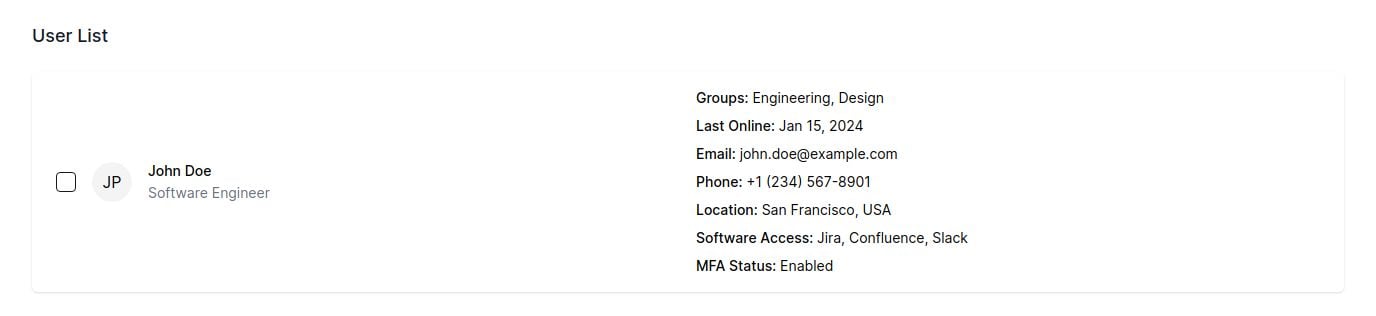 User List
JP
John Doe
Software Engineer
Groups: Engineering, Design
Last Online: Jan 15, 2024
Email: john.doe@example.com
Phone: +1 (234) 567-8901
Location: San Francisco, USA
Software Access: Jira, Confluence, Slack
MFA Status: Enabled